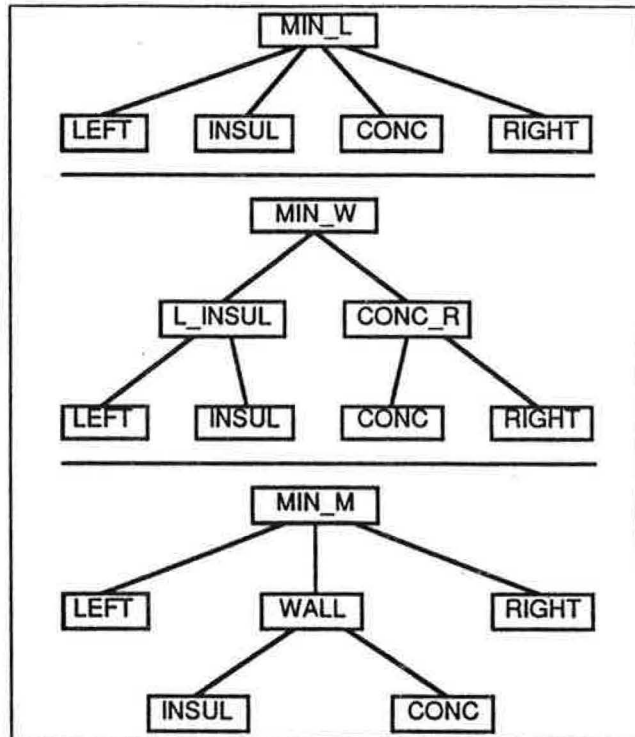 MIN_L
LEFT INSUL CONC RIGHT
MIN_W
L_INSUL CONC_R
LEFT INSUL CONC RIGHT
MIN_M
LEFT WALL RIGHT
INSUL CONC